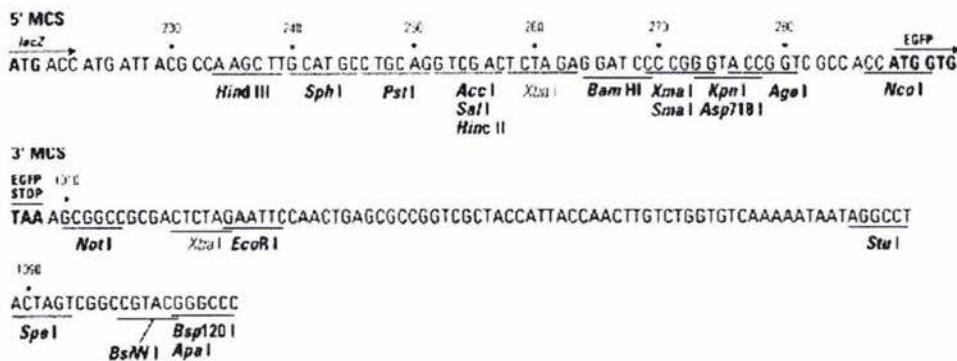 5' MCS
lacZ 230 240 250 260 270 280 EGFP
ATG ACC ATG ATT ACG CCA AGC TTG CAT GCC TGC AGG TCG ACT CTA GAG GAT CCC CGG GTA CCG GTC GCC ACC ATG GTG
Hind III Sph I Pst I Acc I Xba I Bam HI Xma I Kpn I Age I Nco I
Sal I Sma I Asp718 I
Hinc II
3' MCS
EGFP 1010
STOP
TAA AGCGGCCGCGACTCTAGAATTCCAACTGAGCGCCGGTCGCTACCATTACCAACTTGTCTGGTGTCAAAAATAATAGGCCT
Not I Xba I EcoR I Stu I
1090
ACTAGTCGGCCGTACGGGCCC
Spe I Bsp120 I
BsiW I Apa I